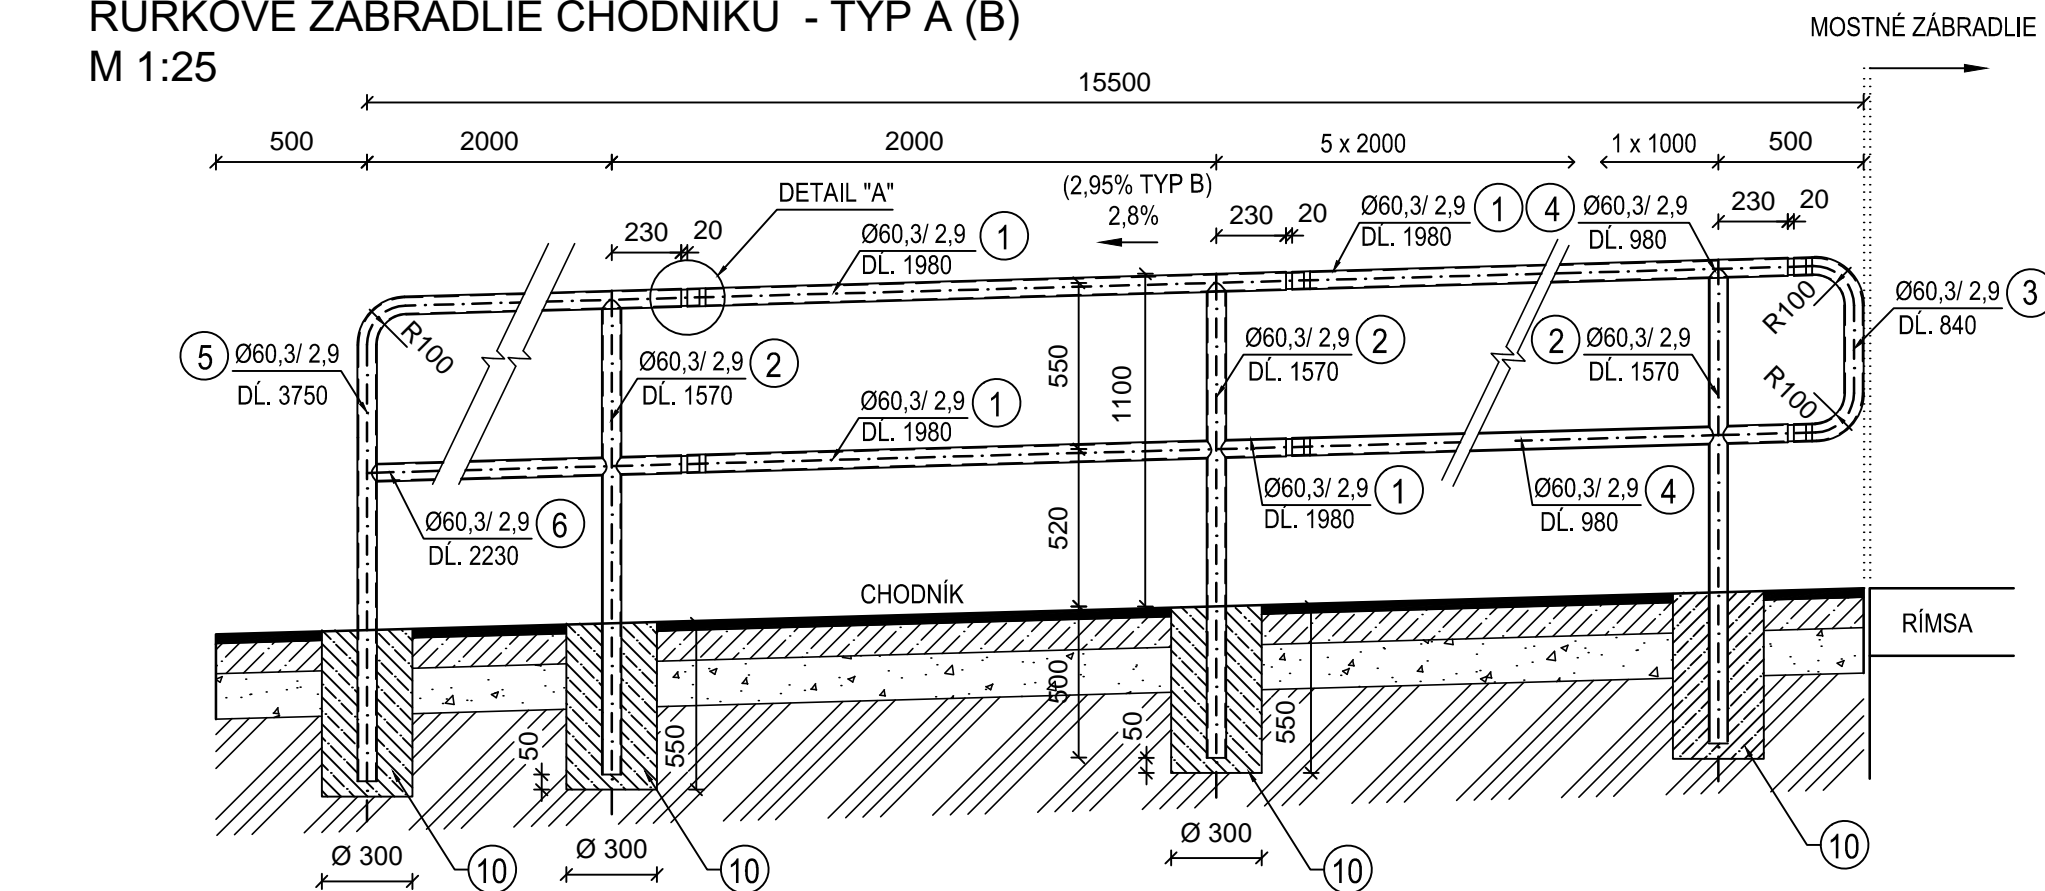 RÚRKOVÉ ZÁBRADLIE CHODNÍKU - TYP A (B)
M 1:25
MOSTNÉ ZÁBRADLIE
15500
500
2000
2000
5 x 2000
1 x 1000
500
DETAIL "A"
(2,95% TYP B)
2,8%
230
20
Ø60,3/ 2,9
DĹ. 1980
1
230
20
Ø60,3/ 2,9
DĹ. 1980
1
4
Ø60,3/ 2,9
DĹ. 980
230
20
R100
R100
Ø60,3/ 2,9
DĹ. 840
3
5
Ø60,3/ 2,9
DĹ. 3750
Ø60,3/ 2,9
DĹ. 1570
2
550
1100
Ø60,3/ 2,9
DĹ. 1570
2
2
Ø60,3/ 2,9
DĹ. 1570
R100
Ø60,3/ 2,9
DĹ. 1980
1
Ø60,3/ 2,9
DĹ. 2230
6
520
Ø60,3/ 2,9
DĹ. 1980
1
Ø60,3/ 2,9
DĹ. 980
4
CHODNÍK
RÍMSA
500
50
550
50
550
Ø 300
10
Ø 300
10
Ø 300
10
10